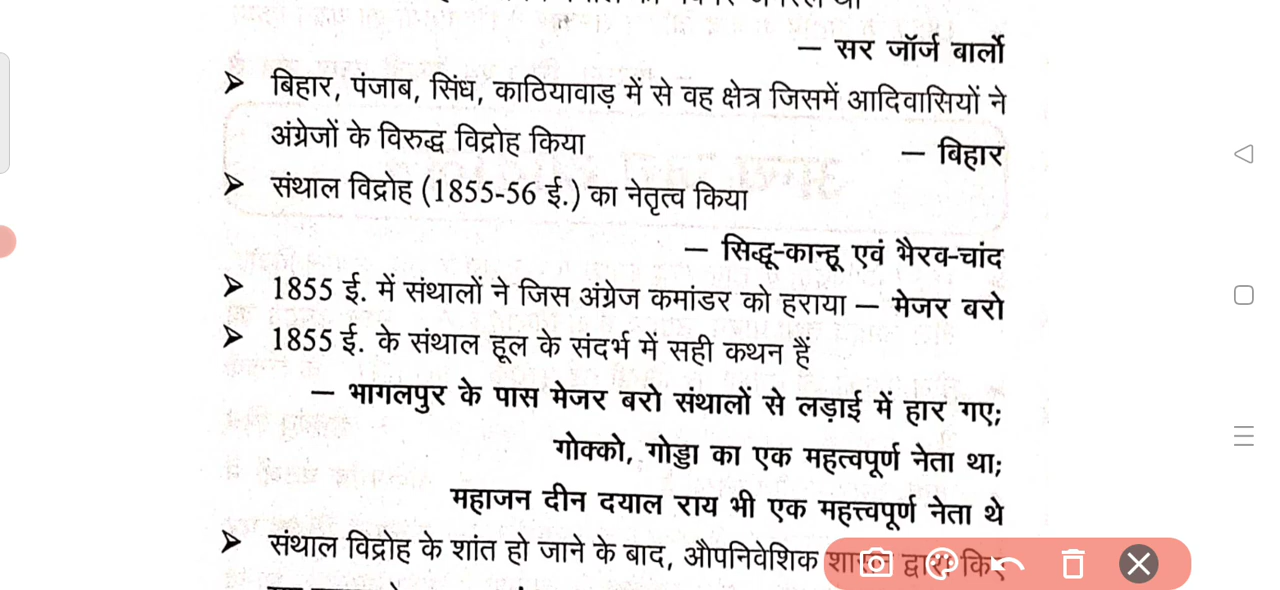 — सर जॉर्ज बार्लो
➤ बिहार, पंजाब, सिंध, काठियावाड़ में से वह क्षेत्र जिसमें आदिवासियों ने
अंग्रेजों के विरुद्ध विद्रोह किया — बिहार
➤ संथाल विद्रोह (1855-56 ई.) का नेतृत्व किया
— सिद्धू-कान्हू एवं भैरव-चांद
➤ 1855 ई. में संथालों ने जिस अंग्रेज कमांडर को हराया — मेजर बरो
➤ 1855 ई. के संथाल हूल के संदर्भ में सही कथन हैं
— भागलपुर के पास मेजर बरो संथालों से लड़ाई में हार गए;
गोक्को, गोड्डा का एक महत्वपूर्ण नेता था;
महाजन दीन दयाल राय भी एक महत्त्वपूर्ण नेता थे
➤ संथाल विद्रोह के शांत हो जाने के बाद, औपनिवेशिक शासन द्वारा किए